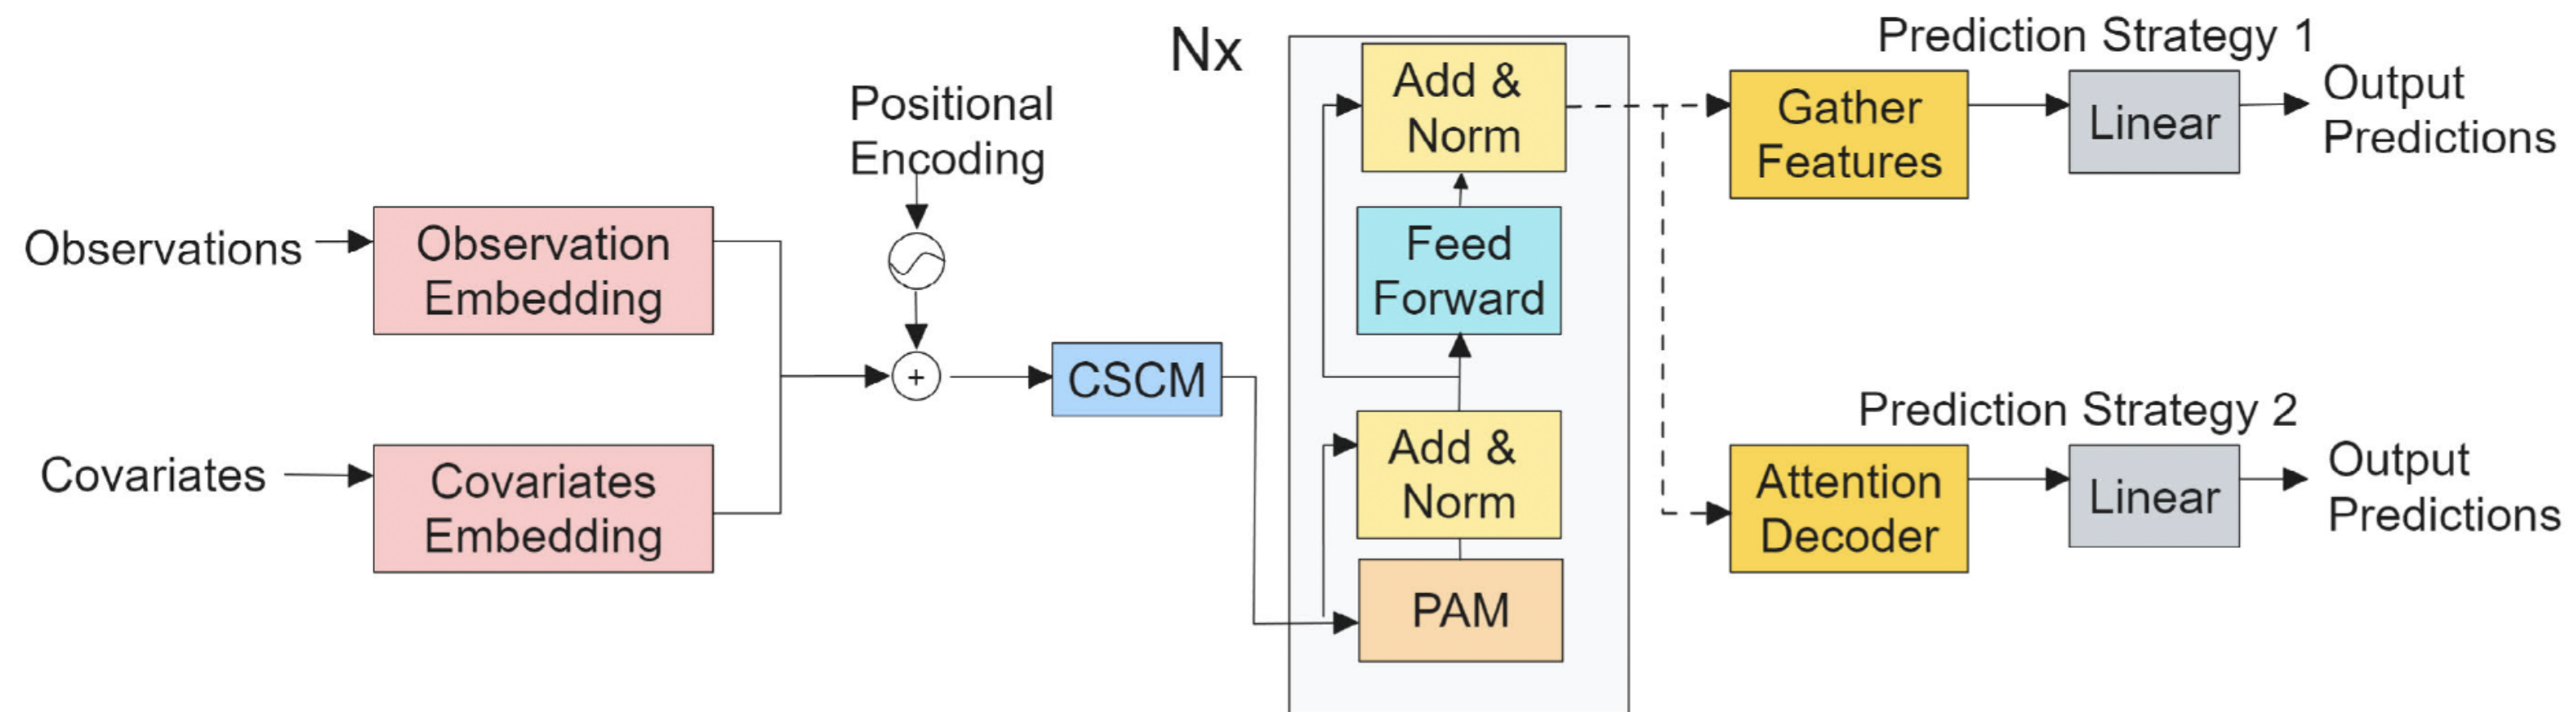 Observations
Observation
Embedding
Covariates
Covariates
Embedding
Positional
Encoding
+
CSCM
Nx
Add &
Norm
Feed
Forward
Add &
Norm
PAM
Prediction Strategy 1
Gather
Features
Linear
Output
Predictions
Prediction Strategy 2
Attention
Decoder
Linear
Output
Predictions